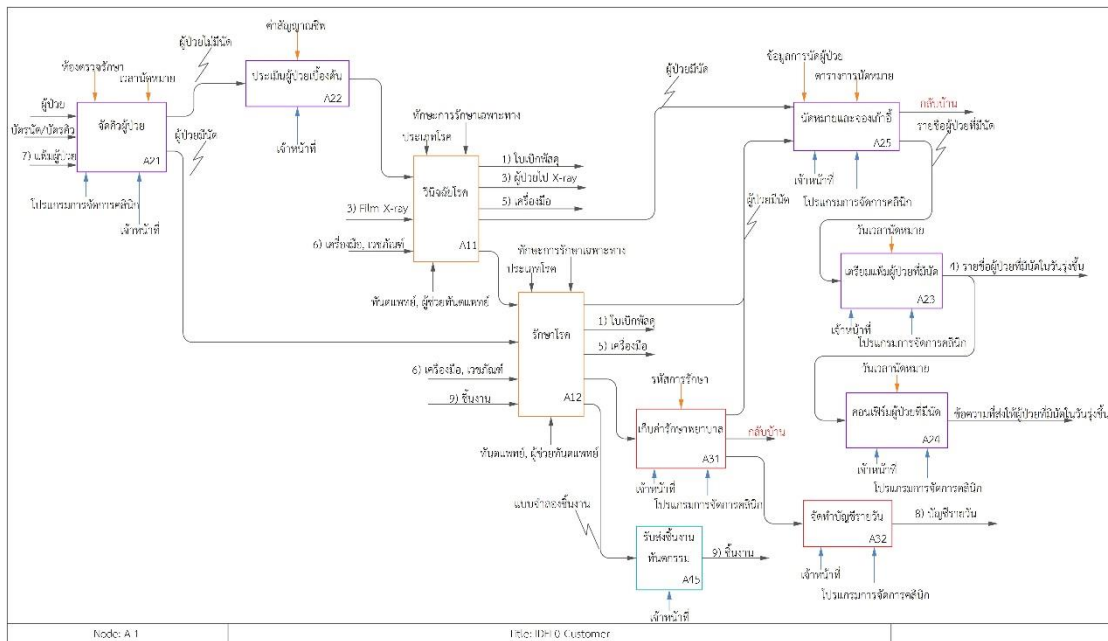 ค่าสัญญาณชีพ
ผู้ป่วยไม่มีนัด
ห้องตรวจรักษา
เวลานัดหมาย
ประเมินผู้ป่วยเบื้องต้น
A22
ผู้ป่วย
บัตรนัด/บัตรคิว
7) แฟ้มผู้ป่วย
จัดคิวผู้ป่วย
A21
ผู้ป่วยมีนัด
เจ้าหน้าที่
โปรแกรมการจัดการคลินิก
เจ้าหน้าที่
ทักษะการรักษาเฉพาะทาง
ประเภทโรค
วินิจฉัยโรค
A11
1) ใบเบิกพัสดุ
3) ผู้ป่วยไป X-ray
5) เครื่องมือ
3) Film X-ray
6) เครื่องมือ, เวชภัณฑ์
ทันตแพทย์, ผู้ช่วยทันตแพทย์
ผู้ป่วยมีนัด
ข้อมูลการนัดผู้ป่วย
ตารางการนัดหมาย
นัดหมายและจองเก้าอี้
A25
กลับบ้าน
รายชื่อผู้ป่วยที่มีนัด
เจ้าหน้าที่
โปรแกรมการจัดการคลินิก
ผู้ป่วยมีนัด
ทักษะการรักษาเฉพาะทาง
ประเภทโรค
รักษาโรค
A12
1) ใบเบิกพัสดุ
5) เครื่องมือ
6) เครื่องมือ, เวชภัณฑ์
9) ชิ้นงาน
ทันตแพทย์, ผู้ช่วยทันตแพทย์
วันเวลานัดหมาย
เตรียมแฟ้มผู้ป่วยที่มีนัด
A23
4) รายชื่อผู้ป่วยที่มีนัดในวันรุ่งขึ้น
เจ้าหน้าที่
โปรแกรมการจัดการคลินิก
รหัสการรักษา
เก็บค่ารักษาพยาบาล
A31
กลับบ้าน
เจ้าหน้าที่
โปรแกรมการจัดการคลินิก
วันเวลานัดหมาย
คอนเฟิร์มผู้ป่วยที่มีนัด
A24
ข้อความที่ส่งให้ผู้ป่วยที่มีนัดในวันรุ่งขึ้น
เจ้าหน้าที่
โปรแกรมการจัดการคลินิก
แบบจำลองชิ้นงาน
รับส่งชิ้นงาน
ทันตกรรม
A45
9) ชิ้นงาน
เจ้าหน้าที่
จัดทำบัญชีรายวัน
A32
8) บัญชีรายวัน
เจ้าหน้าที่
โปรแกรมการจัดการคลินิก
Node: A-1
Title: IDEF0-Customer